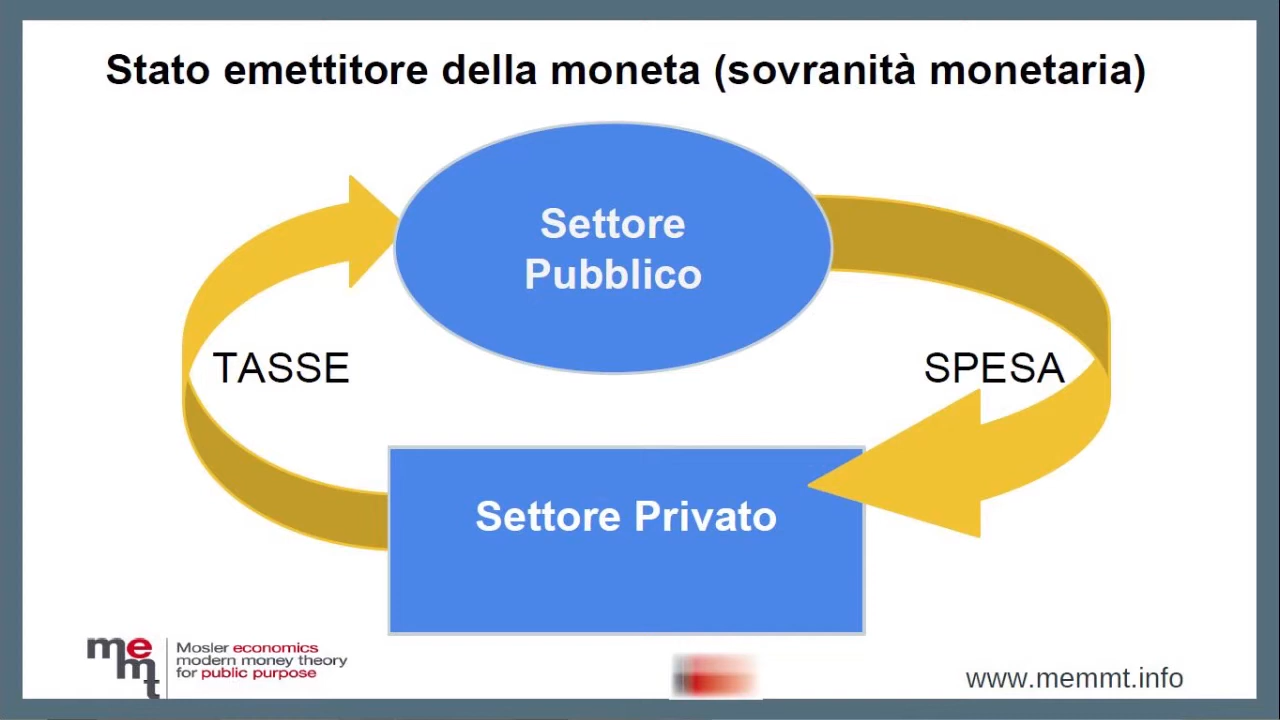 Stato emettitore della moneta (sovranità monetaria)
Settore
Pubblico
TASSE
SPESA
Settore Privato
memt
Mosler economics
modern money theory
for public purpose
www.memmt.info